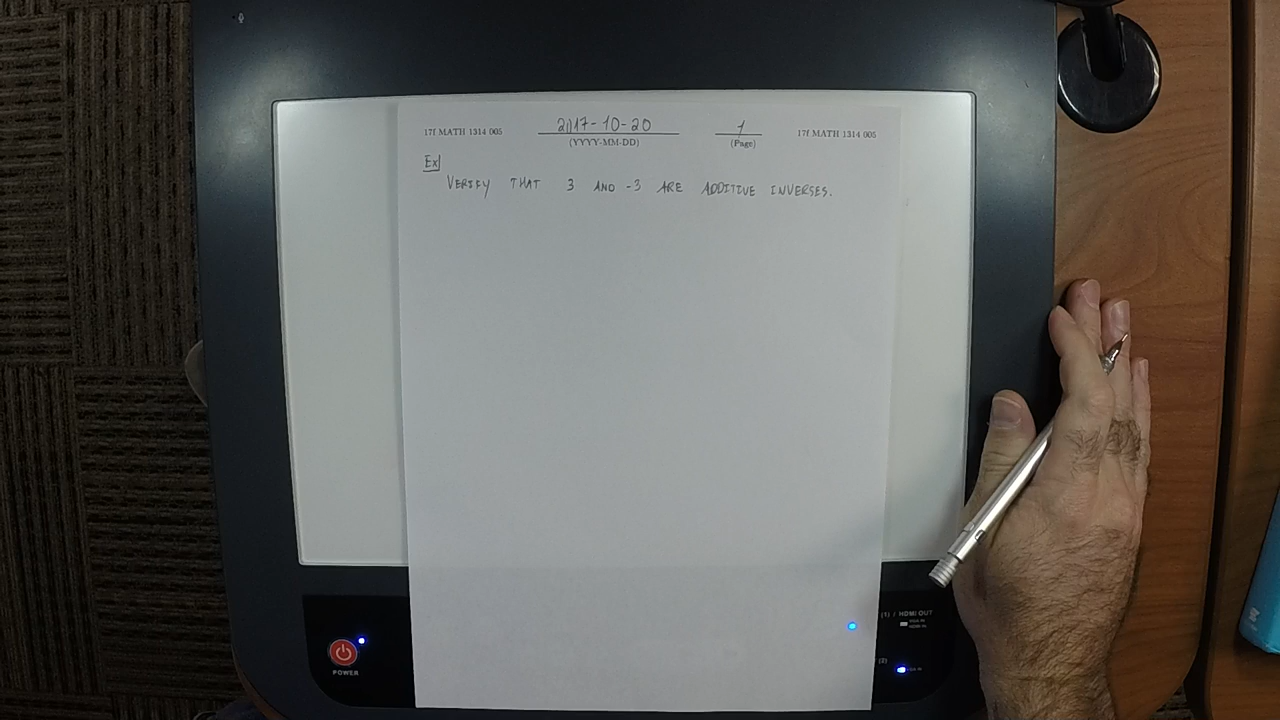 17f MATH 1314 005 2017-10-20 1 17f MATH 1314 005
(YYYY-MM-DD) (Page)
Ex
VERIFY THAT 3 AND -3 ARE ADDITIVE INVERSES.
(1) / HDMI OUT
(2)
POWER